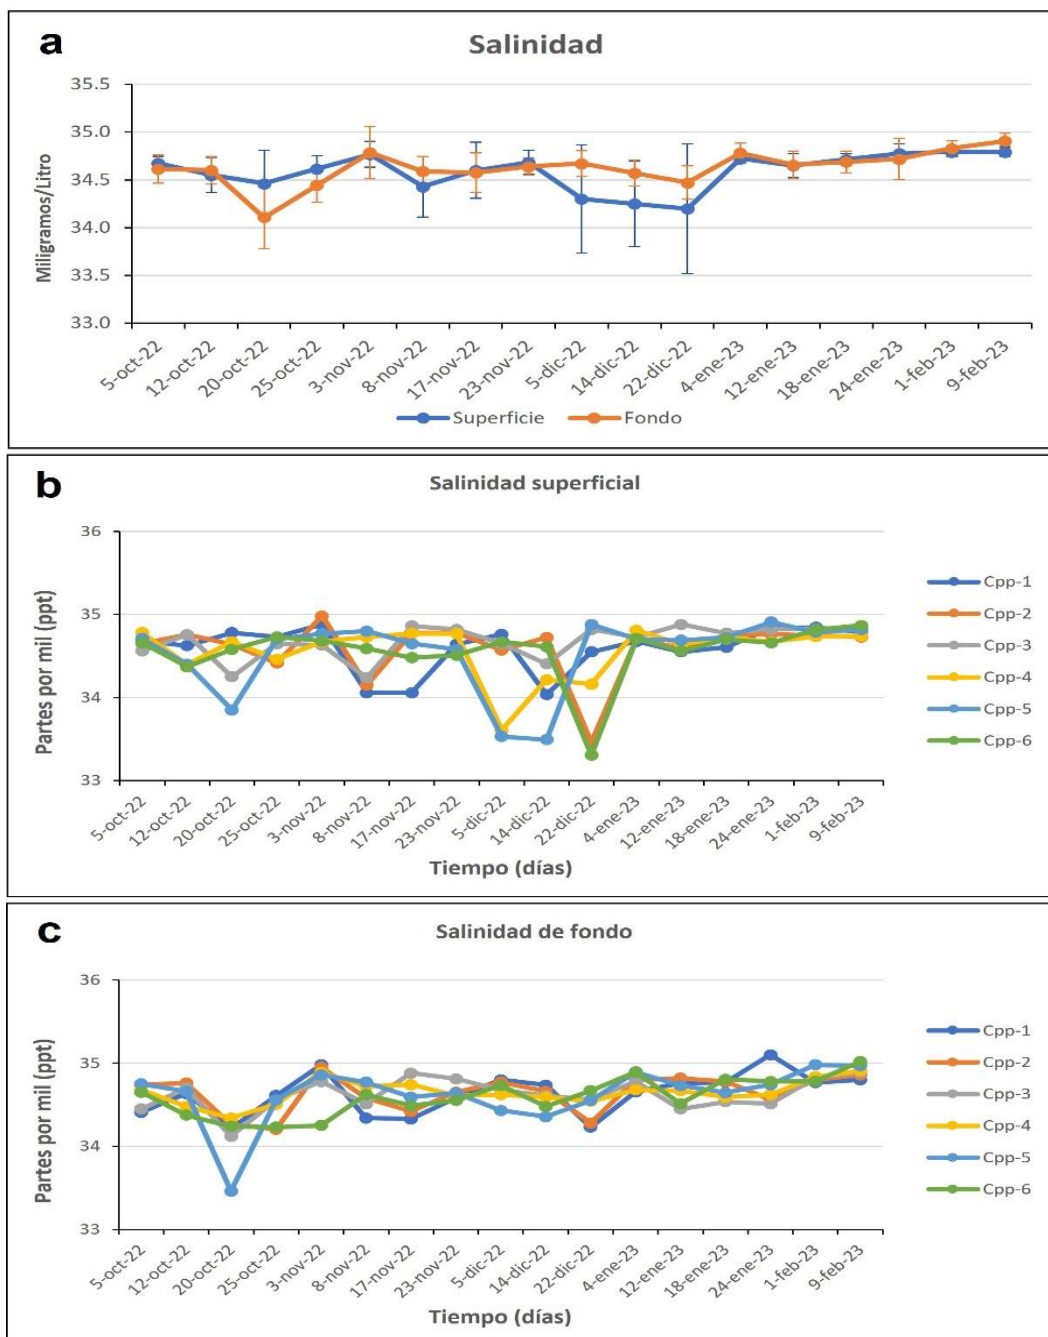 a
Salinidad
Miligramos/Litro
35.5
35.0
34.5
34.0
33.5
33.0
5-oct-22
12-oct-22
20-oct-22
25-oct-22
3-nov-22
8-nov-22
17-nov-22
23-nov-22
5-dic-22
14-dic-22
22-dic-22
4-ene-23
12-ene-23
18-ene-23
24-ene-23
1-feb-23
9-feb-23
Superficie Fondo
b
Salinidad superficial
Partes por mil (ppt)
36
35
34
33
5-oct-22
12-oct-22
20-oct-22
25-oct-22
3-nov-22
8-nov-22
17-nov-22
23-nov-22
5-dic-22
14-dic-22
22-dic-22
4-ene-23
12-ene-23
18-ene-23
24-ene-23
1-feb-23
9-feb-23
Tiempo (días)
Cpp-1
Cpp-2
Cpp-3
Cpp-4
Cpp-5
Cpp-6
c
Salinidad de fondo
Partes por mil (ppt)
36
35
34
33
5-oct-22
12-oct-22
20-oct-22
25-oct-22
3-nov-22
8-nov-22
17-nov-22
23-nov-22
5-dic-22
14-dic-22
22-dic-22
4-ene-23
12-ene-23
18-ene-23
24-ene-23
1-feb-23
9-feb-23
Tiempo (días)
Cpp-1
Cpp-2
Cpp-3
Cpp-4
Cpp-5
Cpp-6